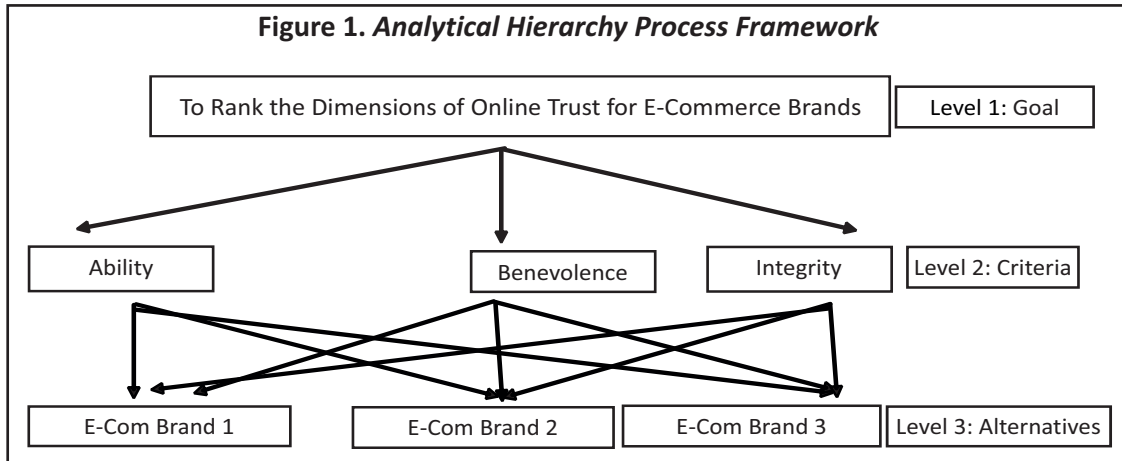 Figure 1. Analytical Hierarchy Process Framework
To Rank the Dimensions of Online Trust for E-Commerce Brands
Level 1: Goal
Ability
Benevolence
Integrity
Level 2: Criteria
E-Com Brand 1
E-Com Brand 2
E-Com Brand 3
Level 3: Alternatives